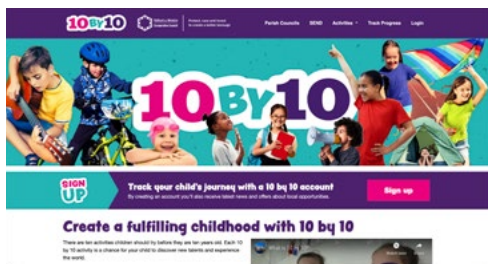 10 BY 10
Parish Councils SEND Activities Track Progress Login
10 BY 10
SIGN UP
Track your child's journey with a 10 by 10 account
By creating an account you'll also receive latest news and offers about local opportunities.
Sign up
Create a fulfilling childhood with 10 by 10
There are ten activities children should try before they are ten years old. Each 10
by 10 activity is a chance for your child to discover new talents and experience
the world.